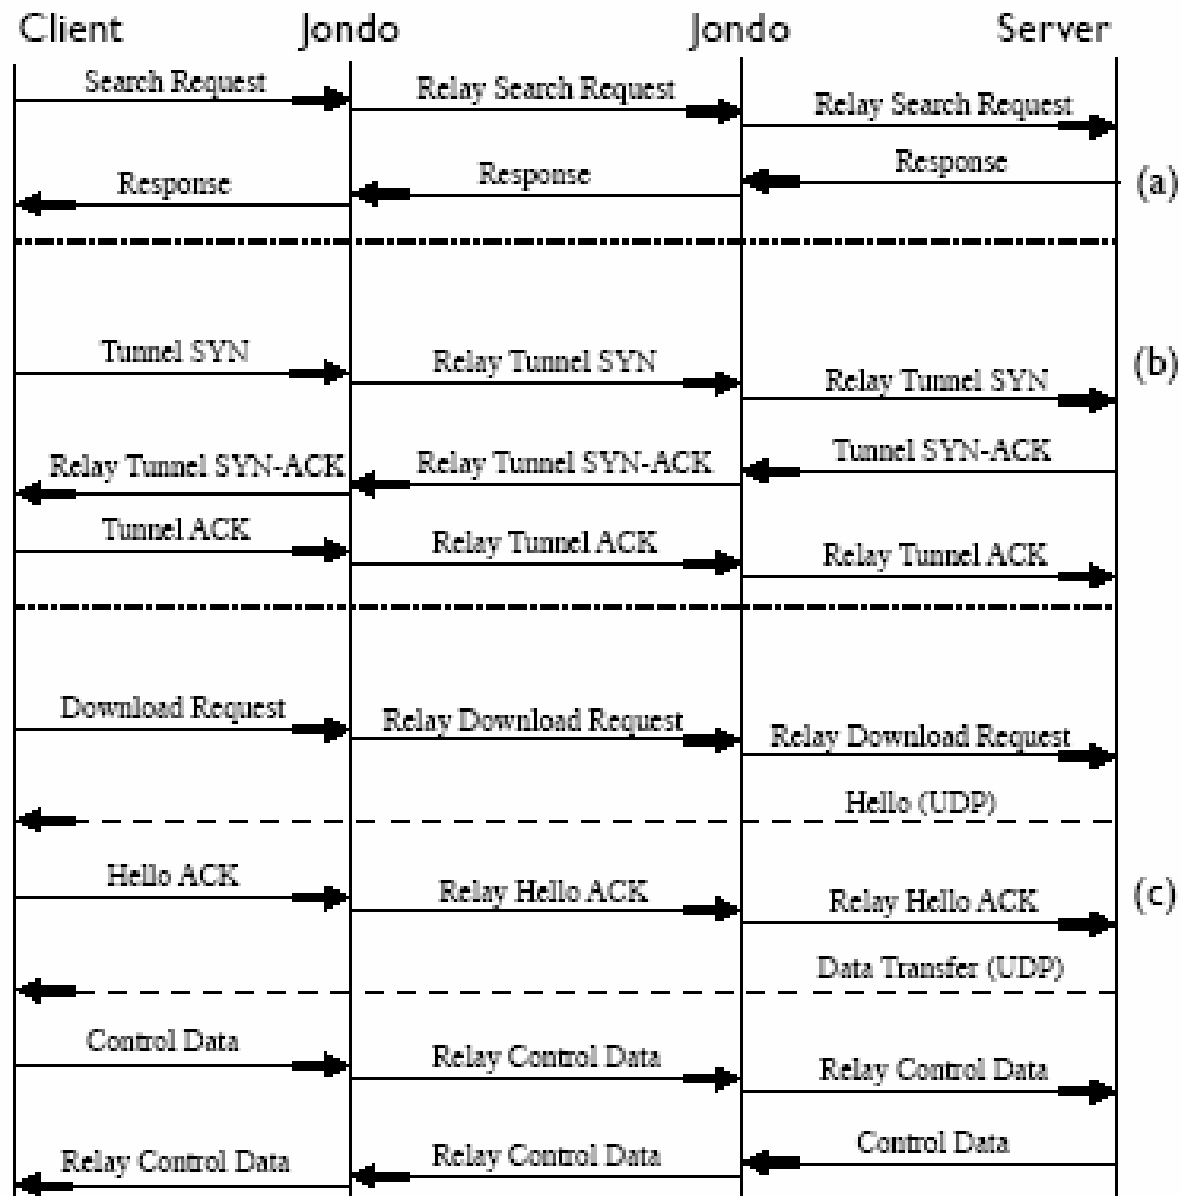 Client Jondo Jondo Server
Search Request
Relay Search Request
Relay Search Request
Response
Response
Response
(a)
Tunnel SYN
Relay Tunnel SYN
Relay Tunnel SYN
(b)
Tunnel SYN-ACK
Relay Tunnel SYN-ACK
Relay Tunnel SYN-ACK
Tunnel ACK
Relay Tunnel ACK
Relay Tunnel ACK
Download Request
Relay Download Request
Relay Download Request
Hello (UDP)
Hello ACK
Relay Hello ACK
Relay Hello ACK
(c)
Data Transfer (UDP)
Control Data
Relay Control Data
Relay Control Data
Control Data
Relay Control Data
Relay Control Data